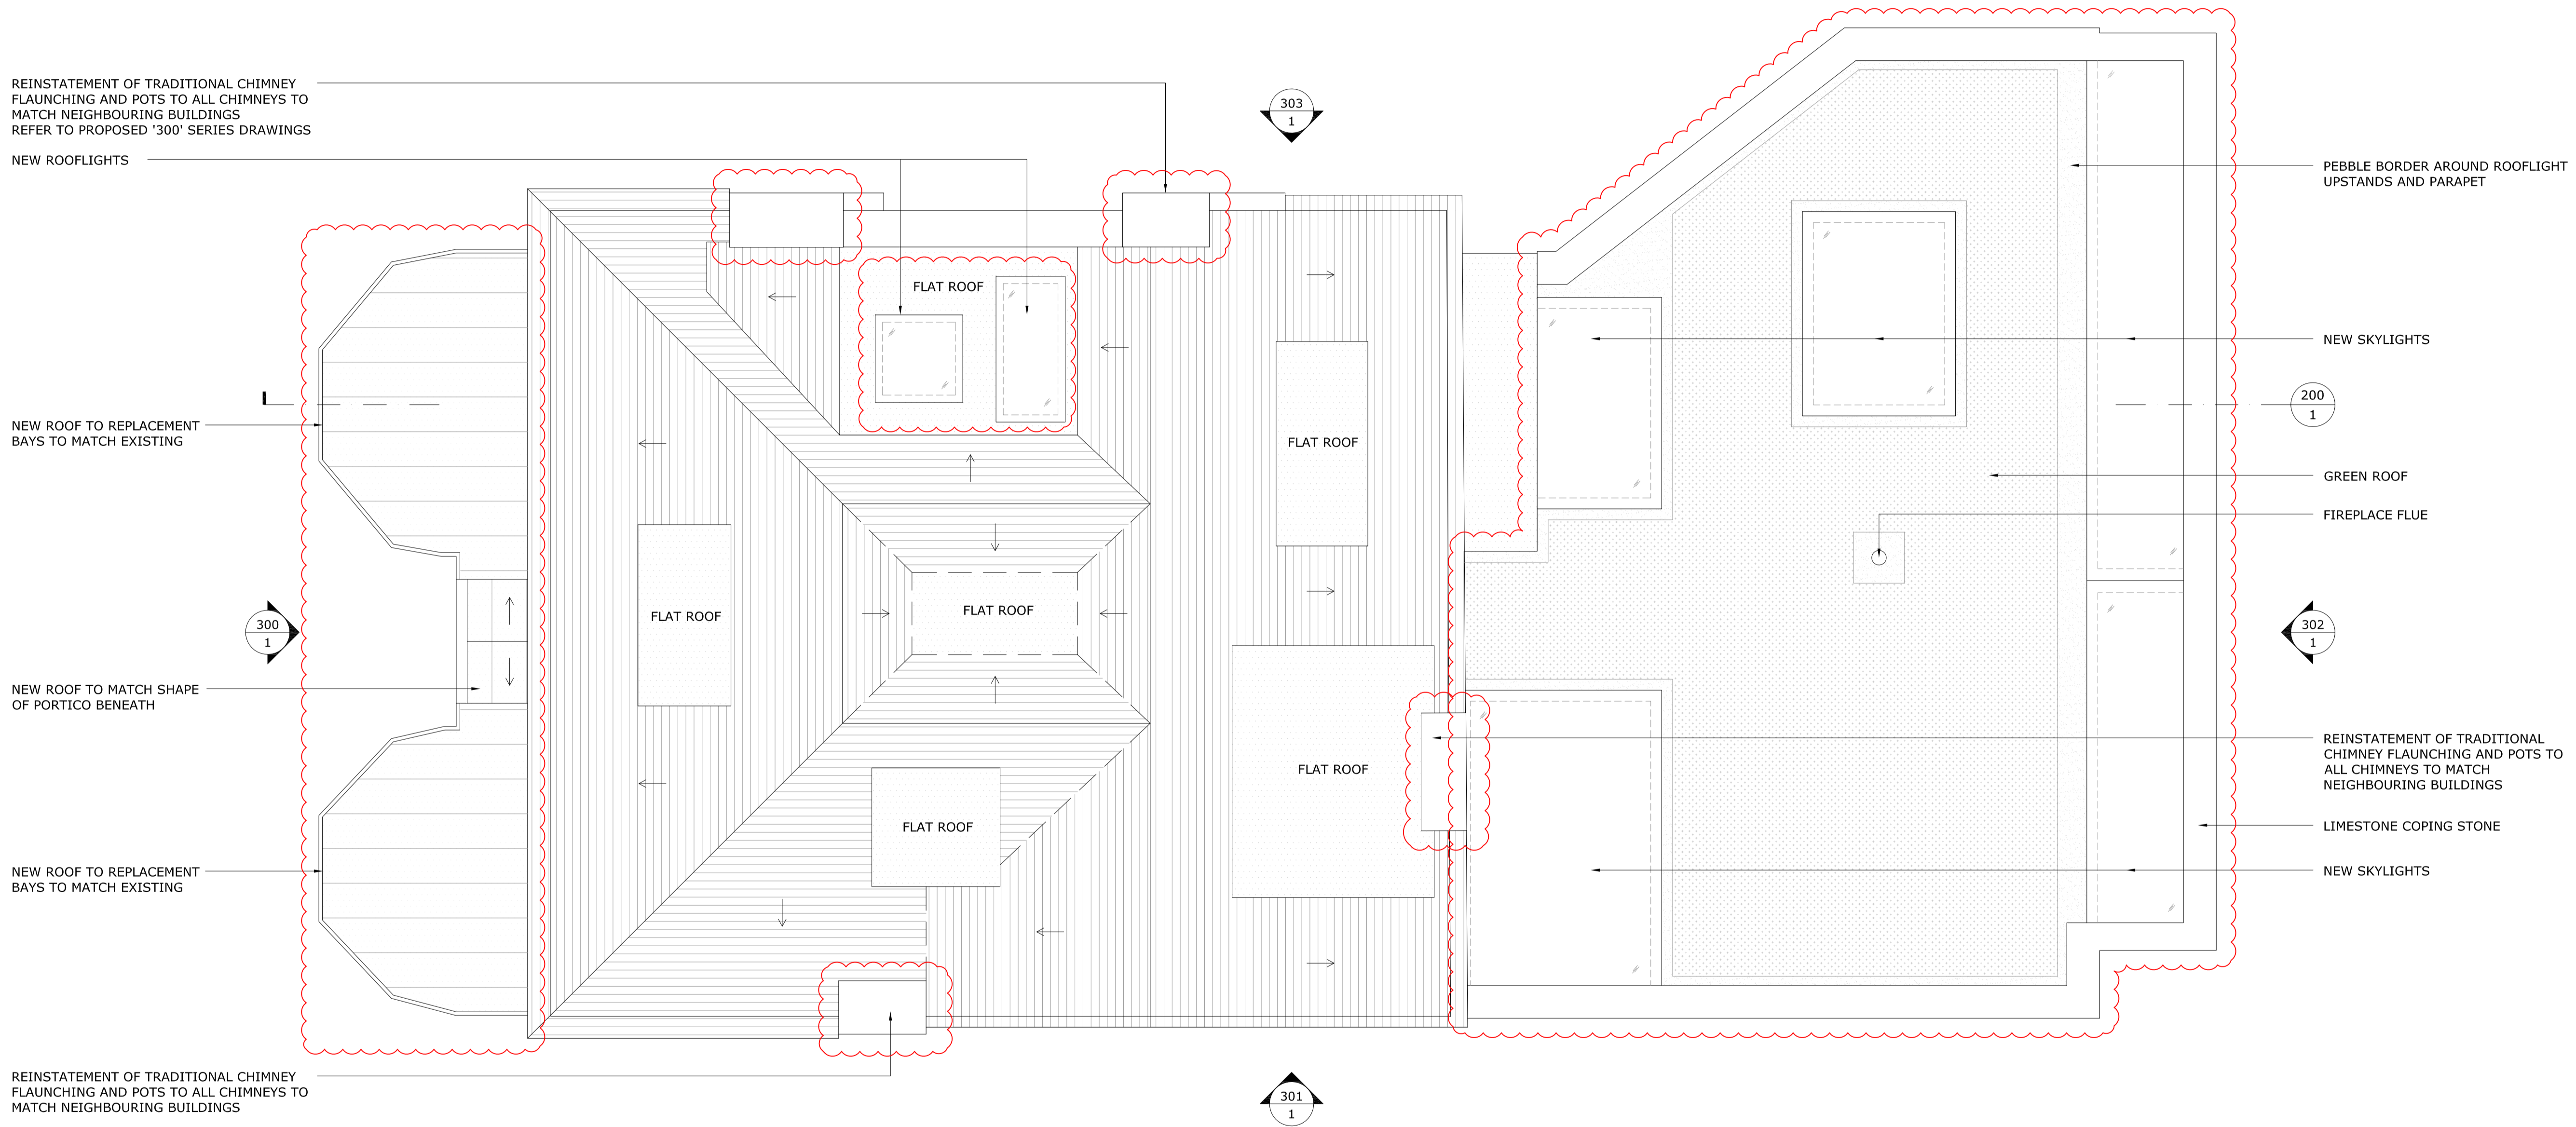 REINSTATEMENT OF TRADITIONAL CHIMNEY
FLAUNCHING AND POTS TO ALL CHIMNEYS TO
MATCH NEIGHBOURING BUILDINGS
REFER TO PROPOSED '300' SERIES DRAWINGS
NEW ROOFLIGHTS
NEW ROOF TO REPLACEMENT
BAYS TO MATCH EXISTING
300
1
NEW ROOF TO MATCH SHAPE
OF PORTICO BENEATH
NEW ROOF TO REPLACEMENT
BAYS TO MATCH EXISTING
REINSTATEMENT OF TRADITIONAL CHIMNEY
FLAUNCHING AND POTS TO ALL CHIMNEYS TO
MATCH NEIGHBOURING BUILDINGS
303
1
FLAT ROOF
FLAT ROOF
FLAT ROOF
FLAT ROOF
FLAT ROOF
FLAT ROOF
301
1
PEBBLE BORDER AROUND ROOFLIGHT
UPSTANDS AND PARAPET
NEW SKYLIGHTS
200
1
GREEN ROOF
FIREPLACE FLUE
302
1
REINSTATEMENT OF TRADITIONAL
CHIMNEY FLAUNCHING AND POTS TO
ALL CHIMNEYS TO MATCH
NEIGHBOURING BUILDINGS
LIMESTONE COPING STONE
NEW SKYLIGHTS